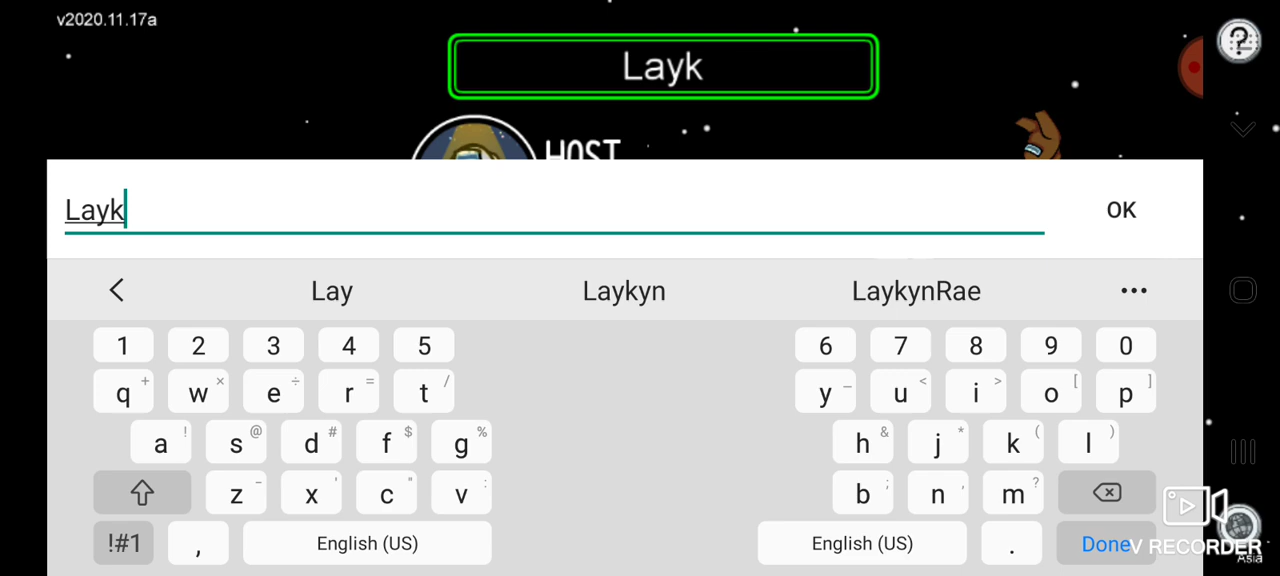 v2020.11.17a
Layk
HOST
Layk
OK
Lay Laykyn LaykynRae •••
1 2 3 4 5 6 7 8 9 0
q + w × e ÷ r = t / y _ u < i > o [ p ]
a ! s @ d # f $ g % h & j * k ( l )
z - x ' c " v : b ; n , m ?
!#1 , English (US) English (US) . Done
V RECORDER
Asia
?